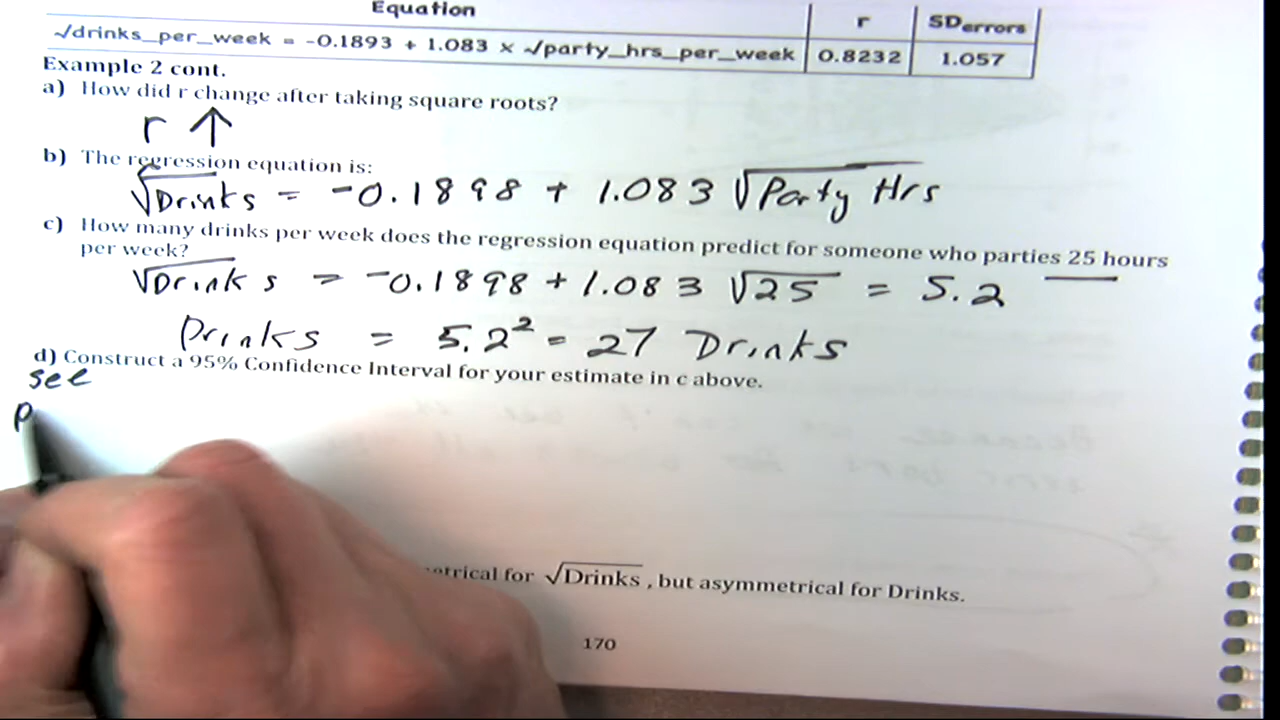 Equation r SDerrors
√drinks_per_week = -0.1893 + 1.083 × √party_hrs_per_week 0.8232 1.057
Example 2 cont.
a) How did r change after taking square roots?
r ↑
b) The regression equation is:
√Drinks = -0.1898 + 1.083 √Party Hrs
c) How many drinks per week does the regression equation predict for someone who parties 25 hours
per week?
√Drinks = -0.1898 + 1.083 √25 = 5.2
Drinks = 5.2² = 27 Drinks
d) Construct a 95% Confidence Interval for your estimate in c above.
see
for √Drinks, but asymmetrical for Drinks.
170